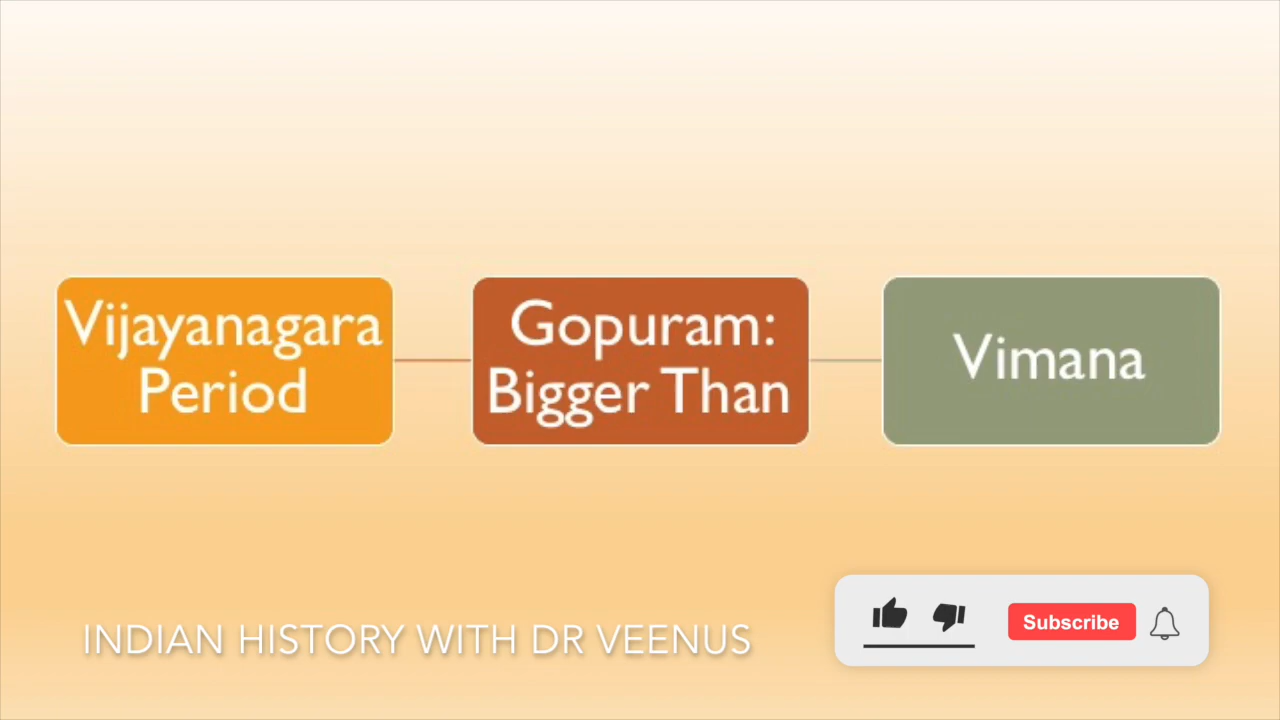 Vijayanagara
Period
Gopuram:
Bigger Than
Vimana
INDIAN HISTORY WITH DR VEENUS
Subscribe